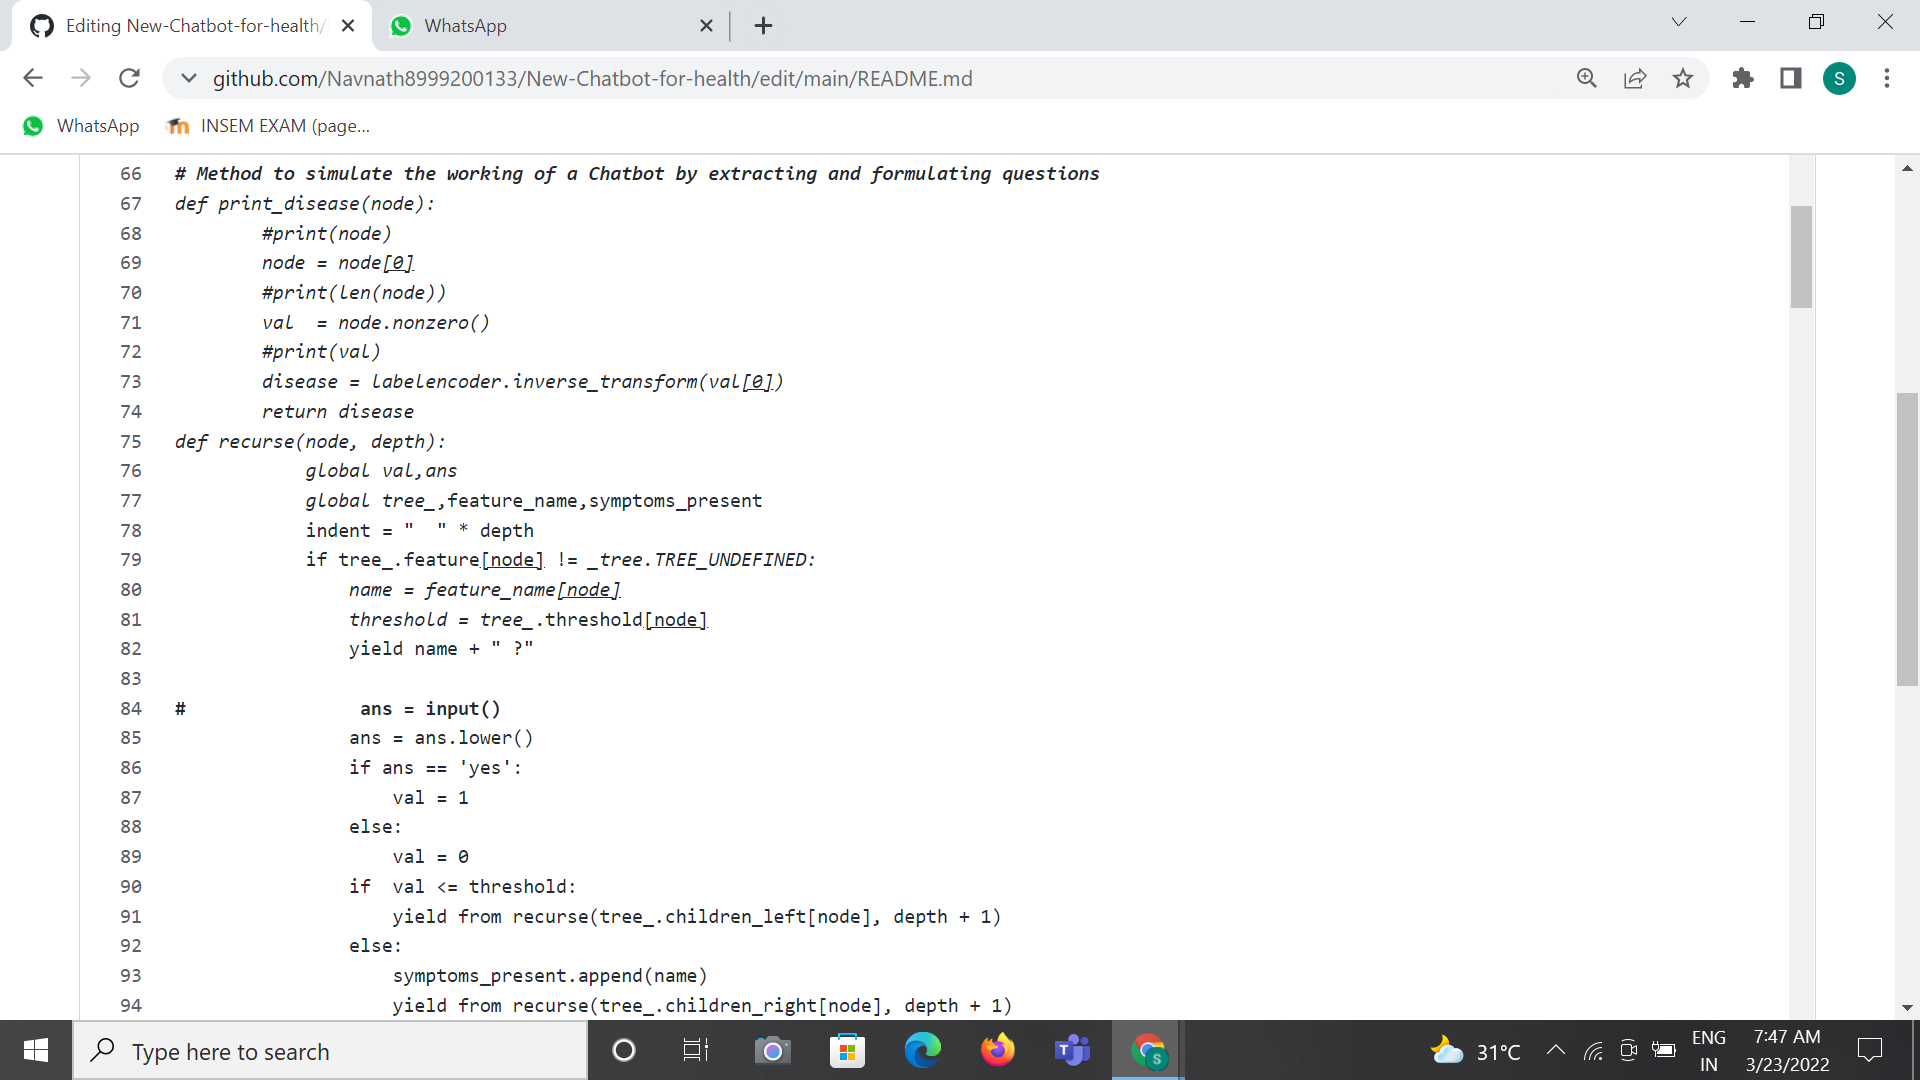 Editing New-Chatbot-for-health/
WhatsApp
github.com/Navnath8999200133/New-Chatbot-for-health/edit/main/README.md
S
WhatsApp
INSEM EXAM (page...
66 # Method to simulate the working of a Chatbot by extracting and formulating questions
67 def print_disease(node):
68 #print(node)
69 node = node[0]
70 #print(len(node))
71 val  = node.nonzero()
72 #print(val)
73 disease = labelencoder.inverse_transform(val[0])
74 return disease
75 def recurse(node, depth):
76 global val,ans
77 global tree_,feature_name,symptoms_present
78 indent = "  " * depth
79 if tree_.feature[node] != _tree.TREE_UNDEFINED:
80 name = feature_name[node]
81 threshold = tree_.threshold[node]
82 yield name + " ?"
83
84 #                ans = input()
85 ans = ans.lower()
86 if ans == 'yes':
87 val = 1
88 else:
89 val = 0
90 if  val <= threshold:
91 yield from recurse(tree_.children_left[node], depth + 1)
92 else:
93 symptoms_present.append(name)
94 yield from recurse(tree_.children_right[node], depth + 1)
Type here to search
T
S
31°C
ENG
IN
7:47 AM
3/23/2022